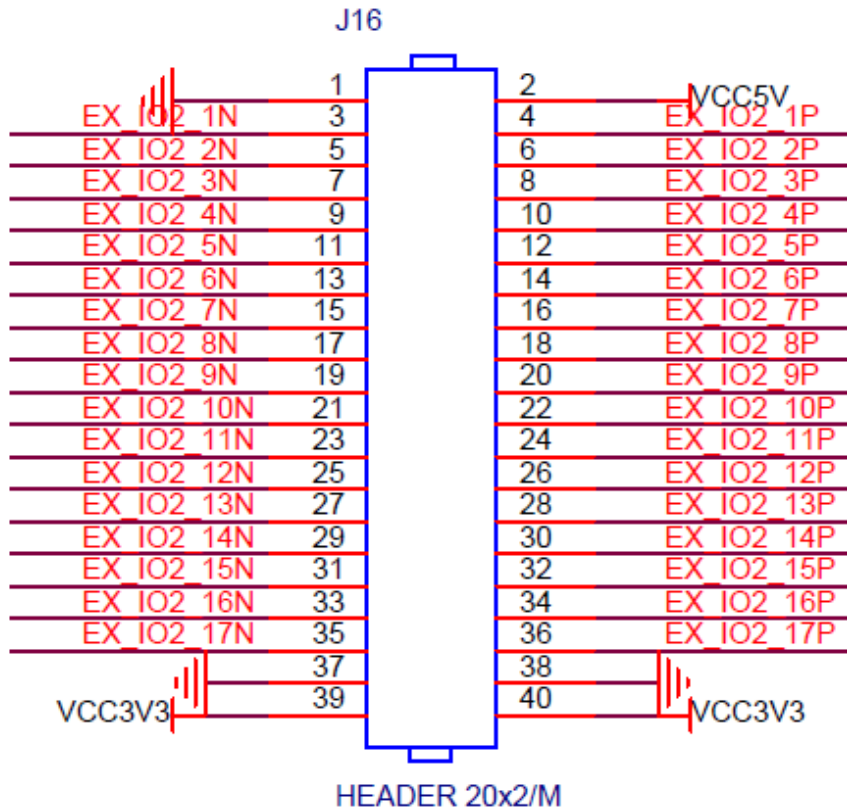 J16
1 2 VCC5V
EX_IO2_1N 3 4 EX_IO2_1P
EX_IO2_2N 5 6 EX_IO2_2P
EX_IO2_3N 7 8 EX_IO2_3P
EX_IO2_4N 9 10 EX_IO2_4P
EX_IO2_5N 11 12 EX_IO2_5P
EX_IO2_6N 13 14 EX_IO2_6P
EX_IO2_7N 15 16 EX_IO2_7P
EX_IO2_8N 17 18 EX_IO2_8P
EX_IO2_9N 19 20 EX_IO2_9P
EX_IO2_10N 21 22 EX_IO2_10P
EX_IO2_11N 23 24 EX_IO2_11P
EX_IO2_12N 25 26 EX_IO2_12P
EX_IO2_13N 27 28 EX_IO2_13P
EX_IO2_14N 29 30 EX_IO2_14P
EX_IO2_15N 31 32 EX_IO2_15P
EX_IO2_16N 33 34 EX_IO2_16P
EX_IO2_17N 35 36 EX_IO2_17P
37 38
VCC3V3 39 40 VCC3V3
HEADER 20x2/M